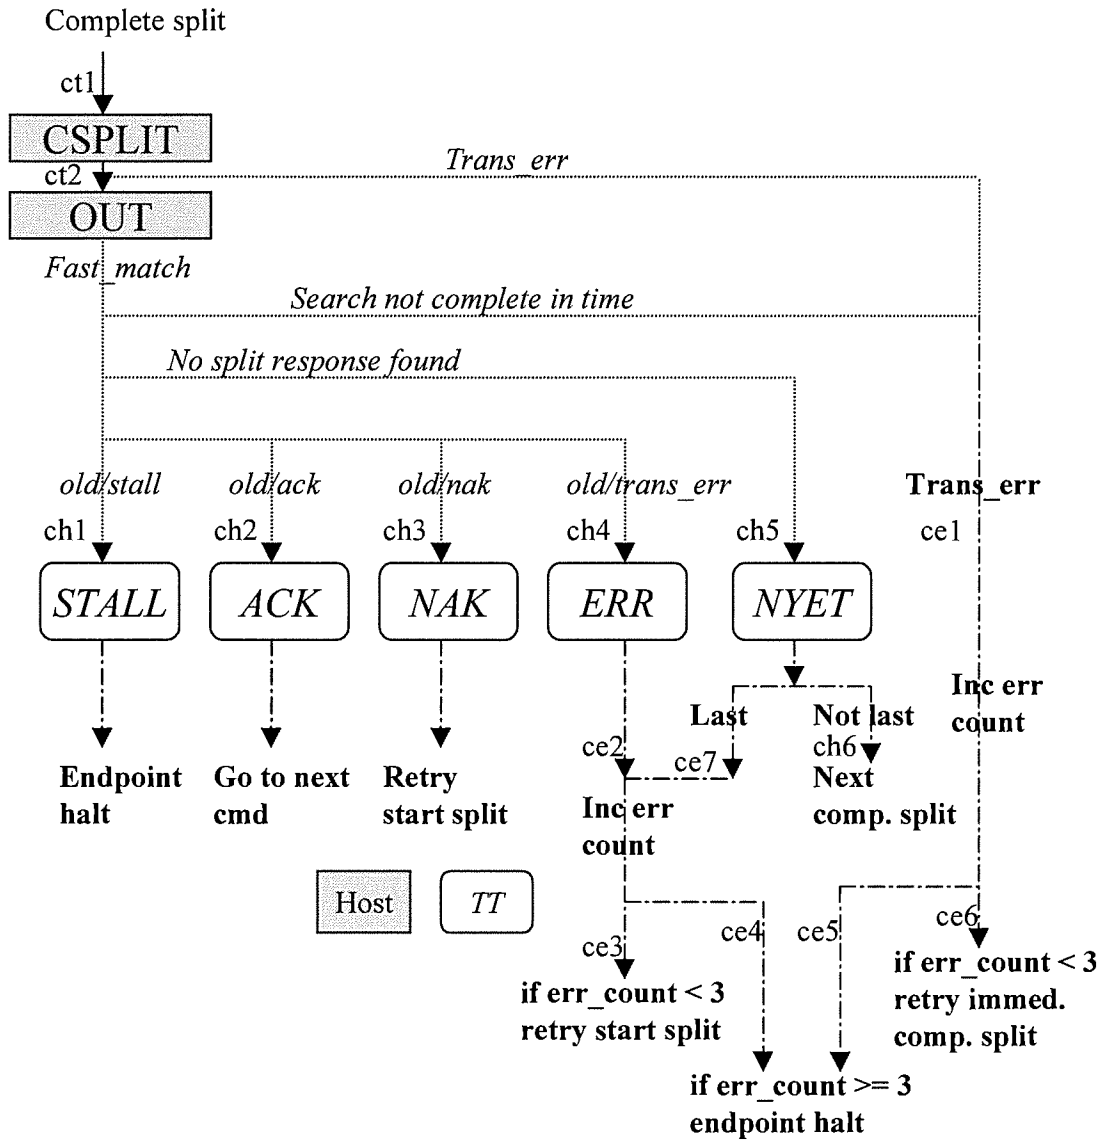 Complete split
ct1
CSPLIT
ct2
Trans_err
OUT
Fast_match
Search not complete in time
No split response found
old/stall
old/ack
old/nak
old/trans_err
Trans_err
ch1
ch2
ch3
ch4
ch5
ce1
STALL
ACK
NAK
ERR
NYET
Inc err
count
Last
Not last
ce2
ce7
ch6
Endpoint
halt
Go to next
cmd
Retry
start split
Next
comp. split
Inc err
count
Host
TT
ce3
ce4
ce5
ce6
if err_count < 3
retry start split
if err_count < 3
retry immed.
comp. split
if err_count >= 3
endpoint halt